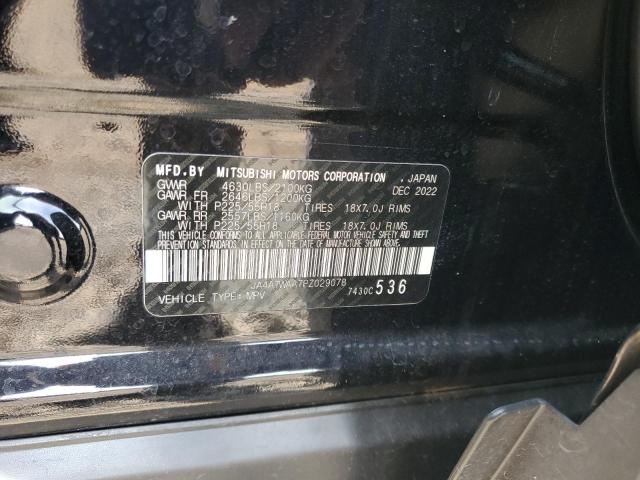 MFD.BY MITSUBISHI MOTORS CORPORATION , JAPAN
GVWR 4630LBS/2100KG DEC 2022
GAWR FR 2646LBS/1200KG
WITH P225/55R18 TIRES 18X7.0J RIMS
GAWR RR 2557LBS/1160KG
WITH P225/55R18 TIRES 18X7.0J RIMS
THIS VEHICLE CONFORMS TO ALL APPLICABLE FEDERAL MOTOR VEHICLE SAFETY, BUMPER, AND THEFT
PREVENTION STANDARDS IN EFFECT ON THE DATE OF MANUFACTURE SHOWN ABOVE.
JA4A7WAA7PZ029078
VEHICLE TYPE: MPV 7430C 536